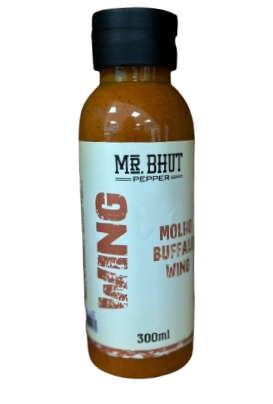 MR. BHUT
PEPPER
WING
MOLHO
BUFFALO
WING
300ml